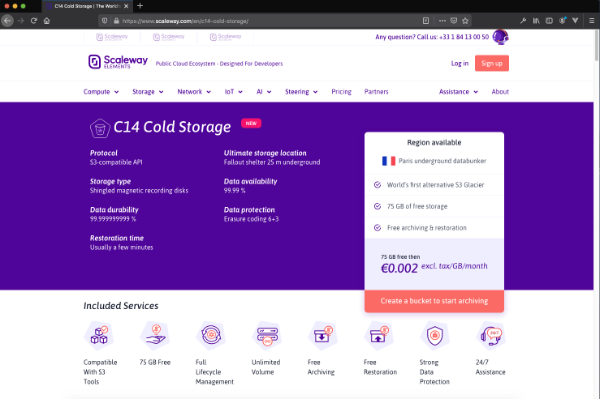 C14 Cold Storage | The World's
https://www.scaleway.com/en/c14-cold-storage/
Scaleway
Scaleway
Scaleway
Any question? Call us: +33 1 84 13 00 50
Scaleway
ELEMENTS
Public Cloud Ecosystem - Designed For Developers
Log in
Sign up
Compute
Storage
Network
IoT
AI
Steering
Pricing
Partners
Assistance
About
C14 Cold Storage
NEW
Protocol
S3-compatible API
Ultimate storage location
Fallout shelter 25 m underground
Storage type
Shingled magnetic recording disks
Data availability
99.99 %
Data durability
99.999999999 %
Data protection
Erasure coding 6+3
Restoration time
Usually a few minutes
Region available
Paris underground databunker
World's first alternative S3 Glacier
75 GB of free storage
Free archiving & restoration
75 GB free then
€0.002 excl. tax/GB/month
Create a bucket to start archiving
Included Services
Compatible
With S3
Tools
75 GB Free
Full
Lifecycle
Management
Unlimited
Volume
Free
Archiving
Free
Restoration
Strong
Data
Protection
24/7
Assistance